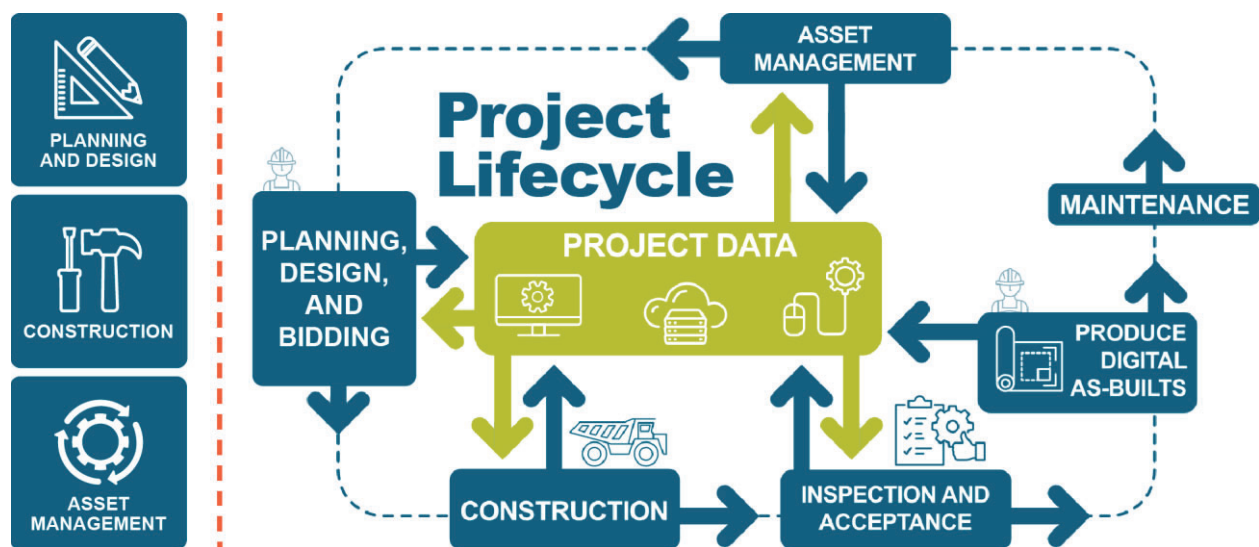 PLANNING
AND DESIGN
CONSTRUCTION
ASSET
MANAGEMENT
Project
Lifecycle
ASSET
MANAGEMENT
PLANNING,
DESIGN,
AND
BIDDING
PROJECT DATA
MAINTENANCE
PRODUCE
DIGITAL
AS-BUILTS
CONSTRUCTION
INSPECTION AND
ACCEPTANCE